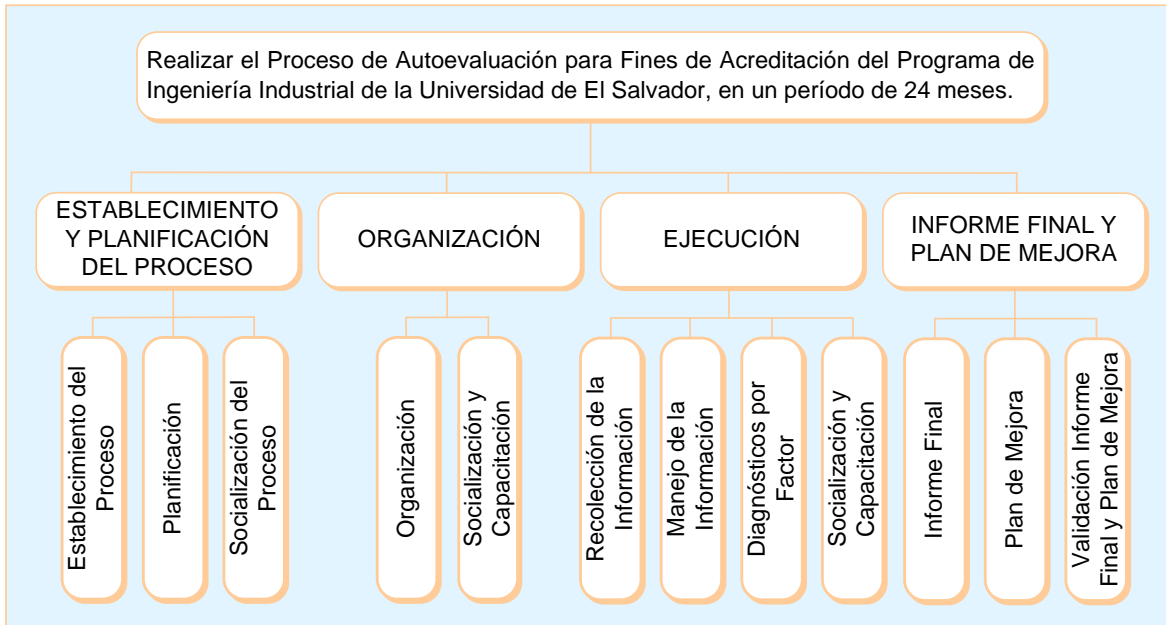 Realizar el Proceso de Autoevaluación para Fines de Acreditación del Programa de
Ingeniería Industrial de la Universidad de El Salvador, en un período de 24 meses.
ESTABLECIMIENTO
Y PLANIFICACIÓN
DEL PROCESO
ORGANIZACIÓN
EJECUCIÓN
INFORME FINAL Y
PLAN DE MEJORA
Establecimiento del
Proceso
Planificación
Socialización del
Proceso
Organización
Socialización y
Capacitación
Recolección de la
Información
Manejo de la
Información
Diagnósticos por
Factor
Socialización y
Capacitación
Informe Final
Plan de Mejora
Validación Informe
Final y Plan de Mejora